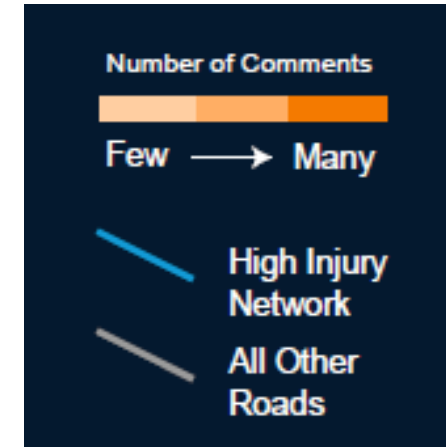 Number of Comments
Few Many
High Injury
Network
All Other
Roads